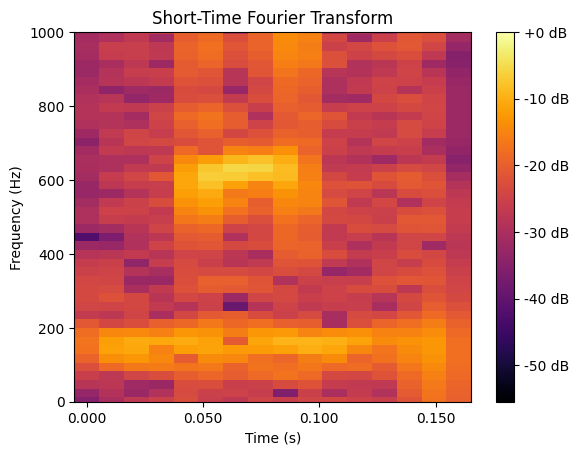 Short-Time Fourier Transform
1000
800
600
400
200
0
Frequency (Hz)
0.000
0.050
0.100
0.150
Time (s)
+0 dB
-10 dB
-20 dB
-30 dB
-40 dB
-50 dB